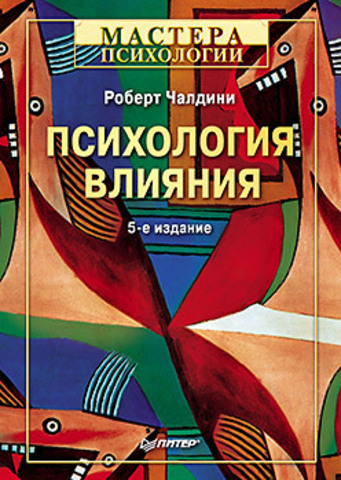 МАСТЕРА
ПСИХОЛОГИИ
Роберт Чалдини
ПСИХОЛОГИЯ
ВЛИЯНИЯ
5-е издание
ПИТЕР